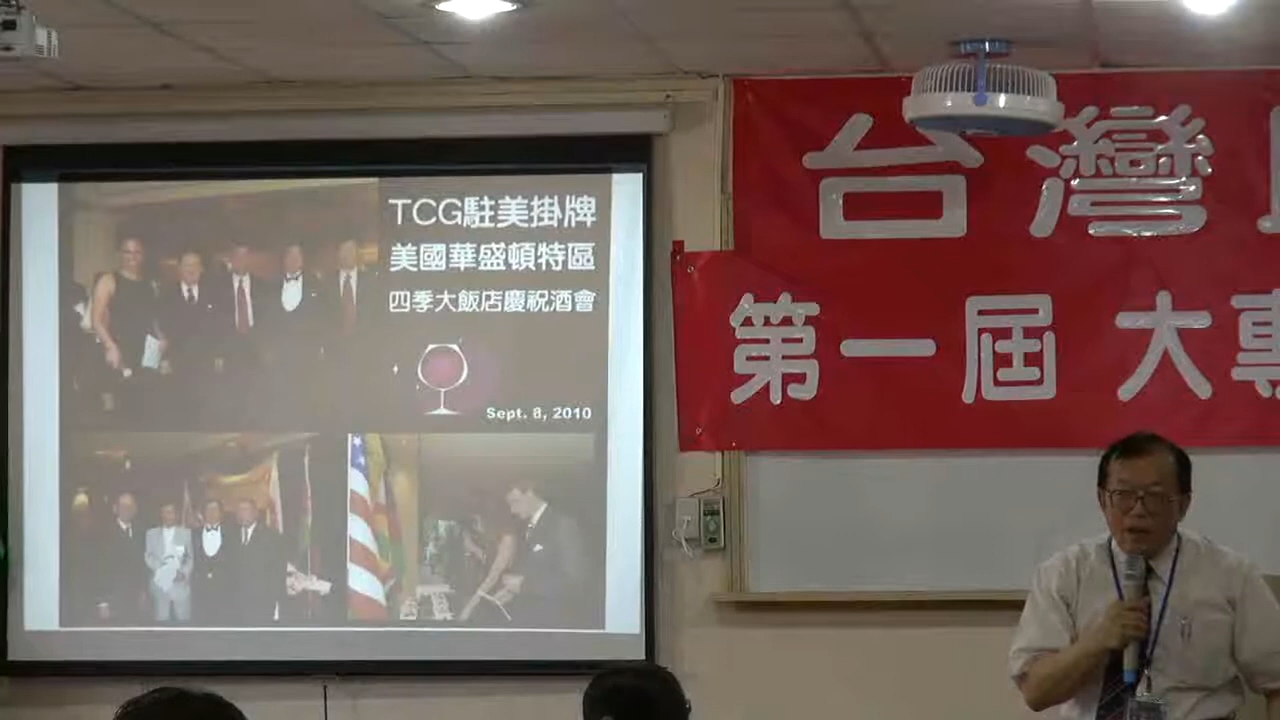 TCG駐美掛牌
美國華盛頓特區
四季大飯店慶祝酒會
Sept. 8, 2010
台灣
第一屆 大專